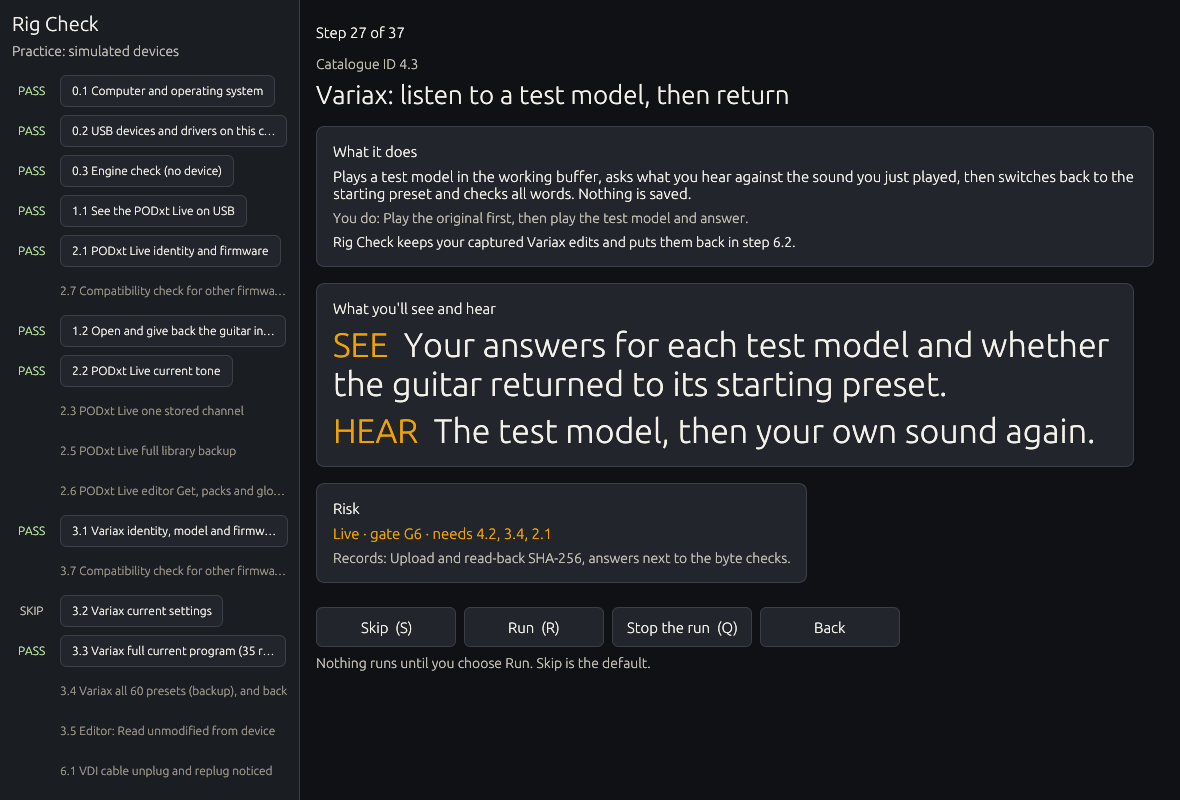 Rig Check
Practice: simulated devices
PASS 0.1 Computer and operating system
PASS 0.2 USB devices and drivers on this c...
PASS 0.3 Engine check (no device)
PASS 1.1 See the PODxt Live on USB
PASS 2.1 PODxt Live identity and firmware
2.7 Compatibility check for other firmwa...
PASS 1.2 Open and give back the guitar in...
PASS 2.2 PODxt Live current tone
2.3 PODxt Live one stored channel
2.5 PODxt Live full library backup
2.6 PODxt Live editor Get, packs and glo...
PASS 3.1 Variax identity, model and firmw...
3.7 Compatibility check for other firmwa...
SKIP 3.2 Variax current settings
PASS 3.3 Variax full current program (35 r...
3.4 Variax all 60 presets (backup), and back
3.5 Editor: Read unmodified from device
6.1 VDI cable unplug and replug noticed
Step 27 of 37
Catalogue ID 4.3
Variax: listen to a test model, then return
What it does
Plays a test model in the working buffer, asks what you hear against the sound you just played, then switches back to the
starting preset and checks all words. Nothing is saved.
You do: Play the original first, then play the test model and answer.
Rig Check keeps your captured Variax edits and puts them back in step 6.2.
What you'll see and hear
SEE Your answers for each test model and whether
the guitar returned to its starting preset.
HEAR The test model, then your own sound again.
Risk
Live · gate G6 · needs 4.2, 3.4, 2.1
Records: Upload and read-back SHA-256, answers next to the byte checks.
Skip (S) Run (R) Stop the run (Q) Back
Nothing runs until you choose Run. Skip is the default.